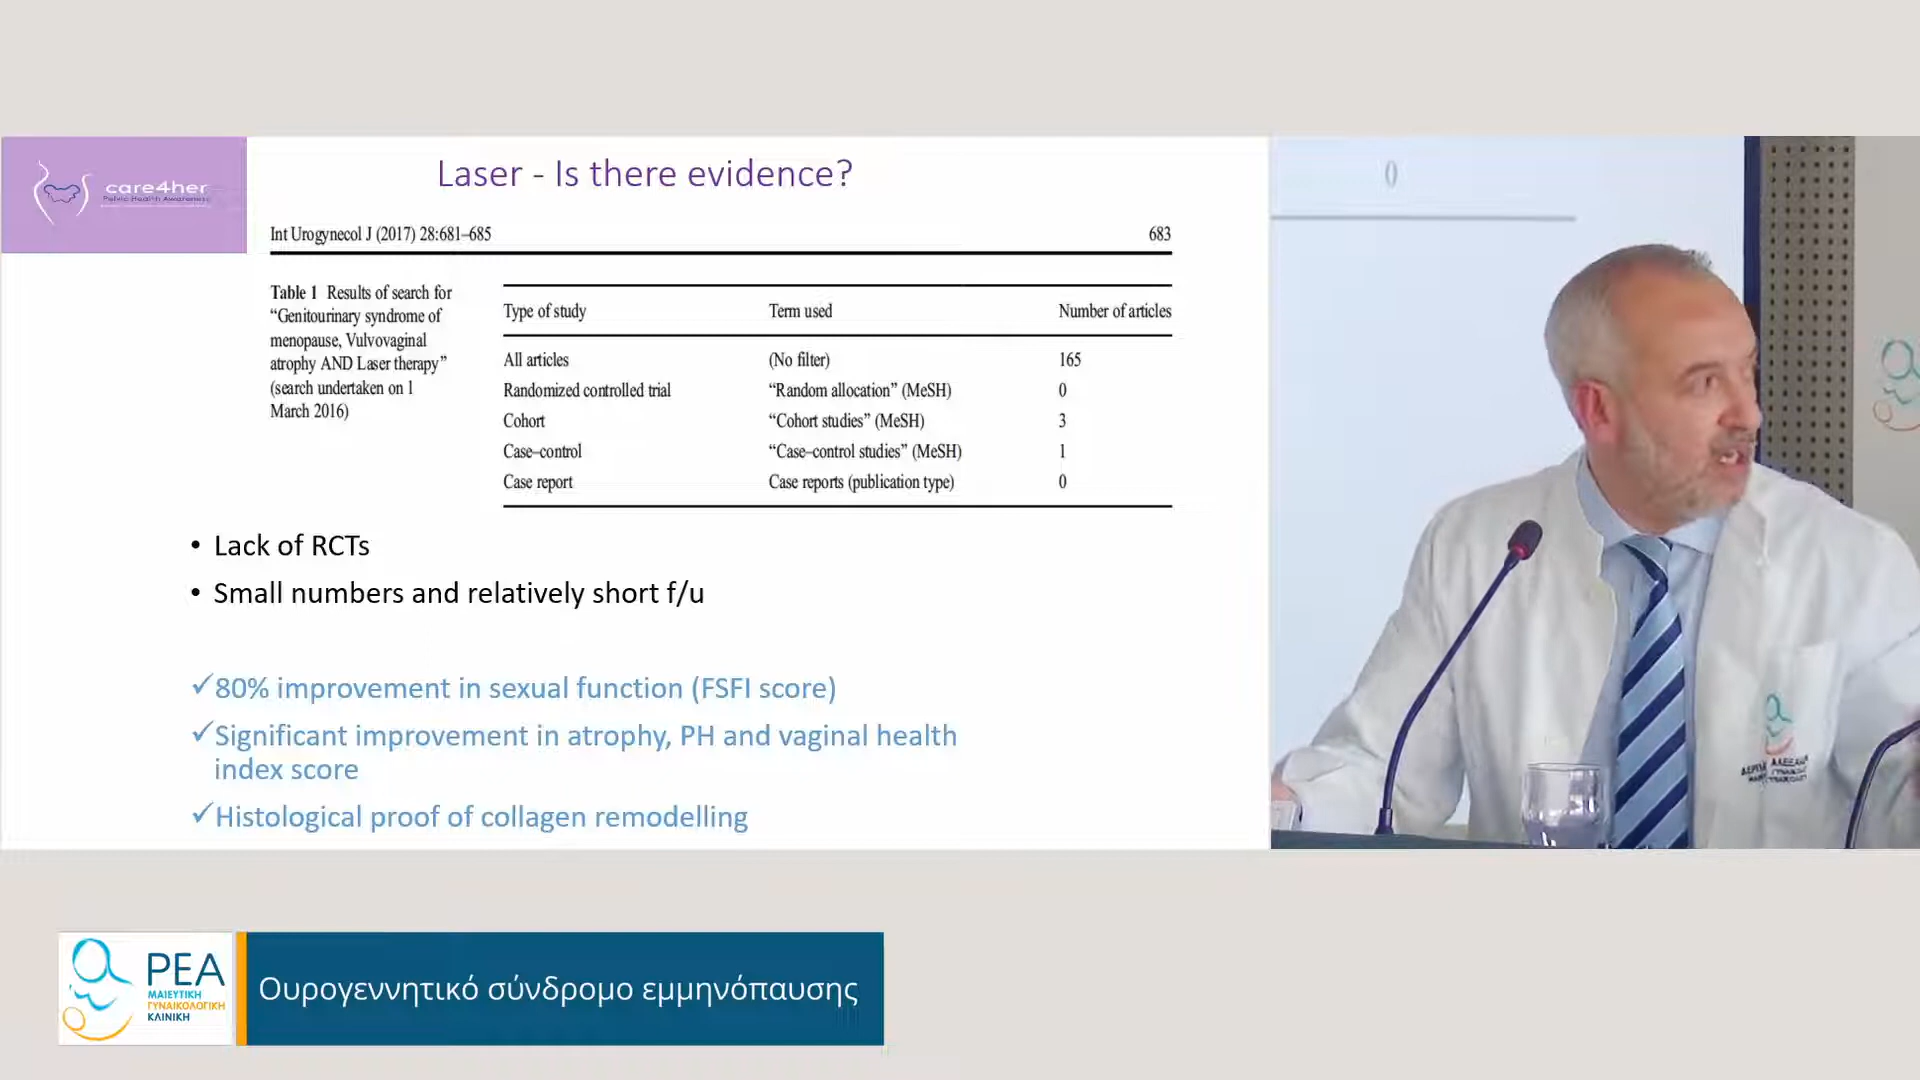 care4her
Pelvic Health Awareness
Laser - Is there evidence?
Int Urogynecol J (2017) 28:681–685 683
Table 1 Results of search for
“Genitourinary syndrome of
menopause, Vulvovaginal
atrophy AND Laser therapy”
(search undertaken on 1
March 2016)
Type of study Term used Number of articles
All articles (No filter) 165
Randomized controlled trial “Random allocation” (MeSH) 0
Cohort “Cohort studies” (MeSH) 3
Case–control “Case–control studies” (MeSH) 1
Case report Case reports (publication type) 0
• Lack of RCTs
• Small numbers and relatively short f/u
✓80% improvement in sexual function (FSFI score)
✓Significant improvement in atrophy, PH and vaginal health
index score
✓Histological proof of collagen remodelling
0
ΡΕΑ
ΜΑΙΕΥΤΙΚΗ
ΓΥΝΑΙΚΟΛΟΓΙΚΗ
ΚΛΙΝΙΚΗ
Ουρογεννητικό σύνδρομο εμμηνόπαυσης